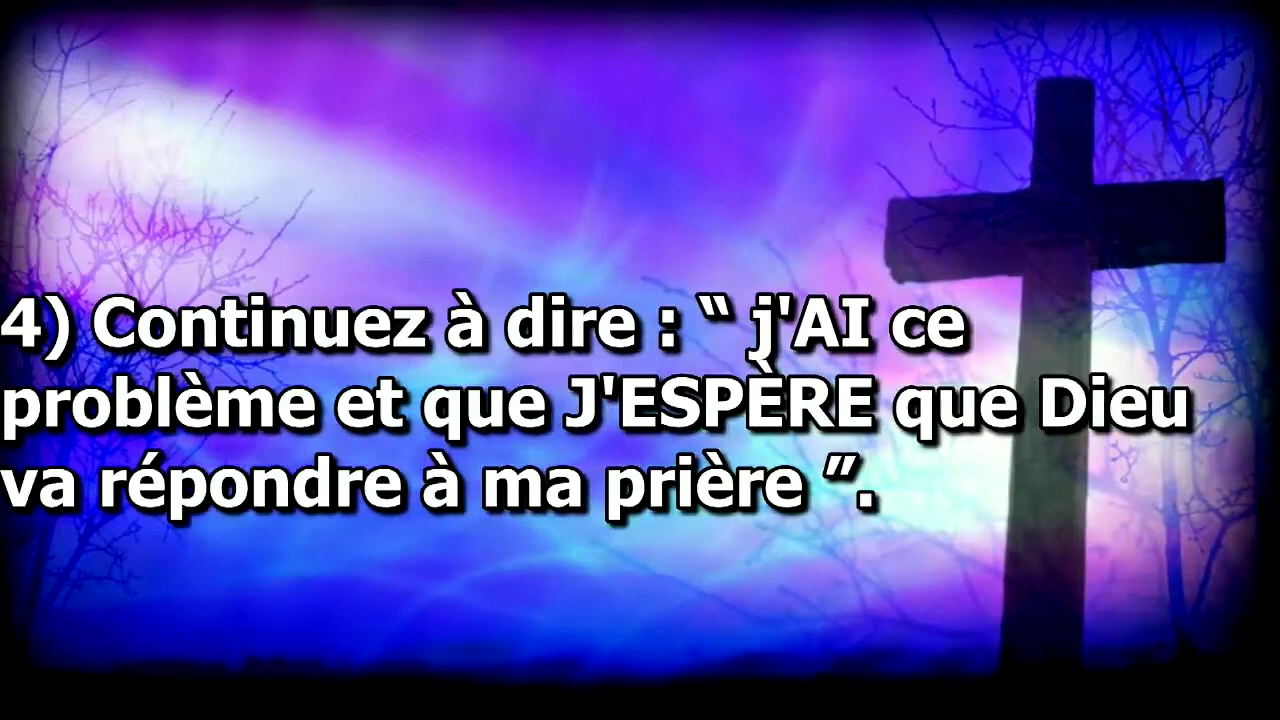 4) Continuez à dire : “ j'AI ce
problème et que J'ESPÈRE que Dieu
va répondre à ma prière ”.